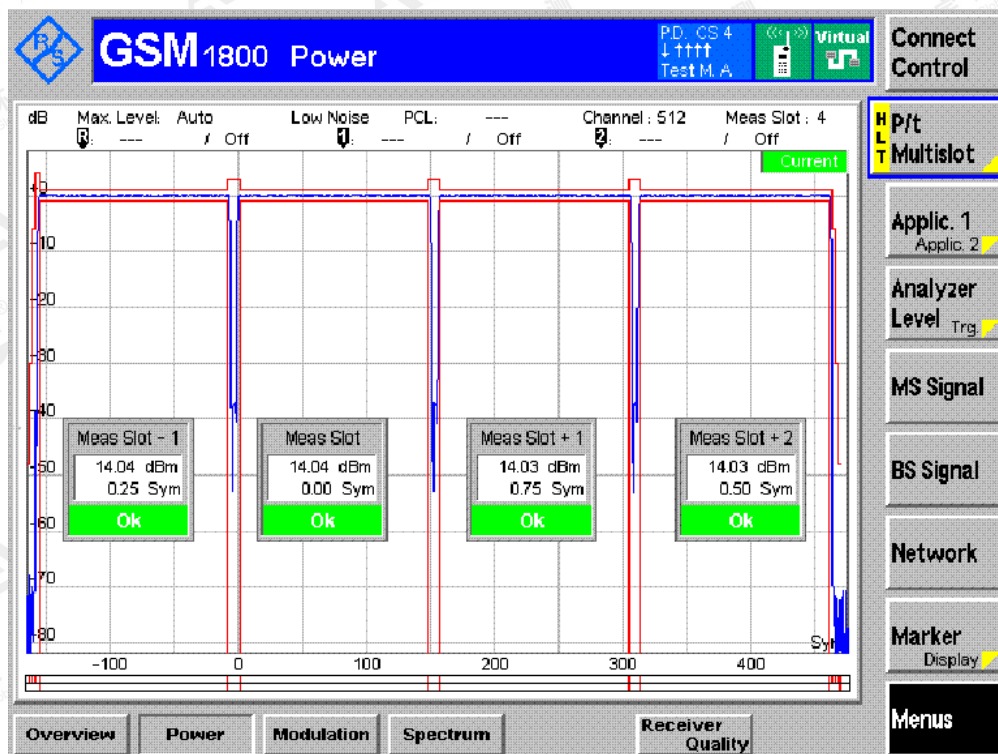 R/S
GSM 1800 Power
P.D. CS 4
↓ ↑↑↑↑
Test M. A
Virtual
Connect Control
dB Max. Level: Auto Low Noise PCL: --- Channel : 512 Meas Slot : 4
R: --- / Off 1: --- / Off 2: --- / Off
Current
HLT
P/t Multislot
+0
-10
-20
-30
-40
-50
-60
-70
-80
Meas Slot - 1
14.04 dBm
0.25 Sym
Ok
Meas Slot
14.04 dBm
0.00 Sym
Ok
Meas Slot + 1
14.03 dBm
0.75 Sym
Ok
Meas Slot + 2
14.03 dBm
0.50 Sym
Ok
-100 0 100 200 300 400
Applic. 1
Applic. 2
Analyzer
Level Trg.
MS Signal
BS Signal
Network
Marker
Display
Menus
Overview Power Modulation Spectrum Receiver Quality